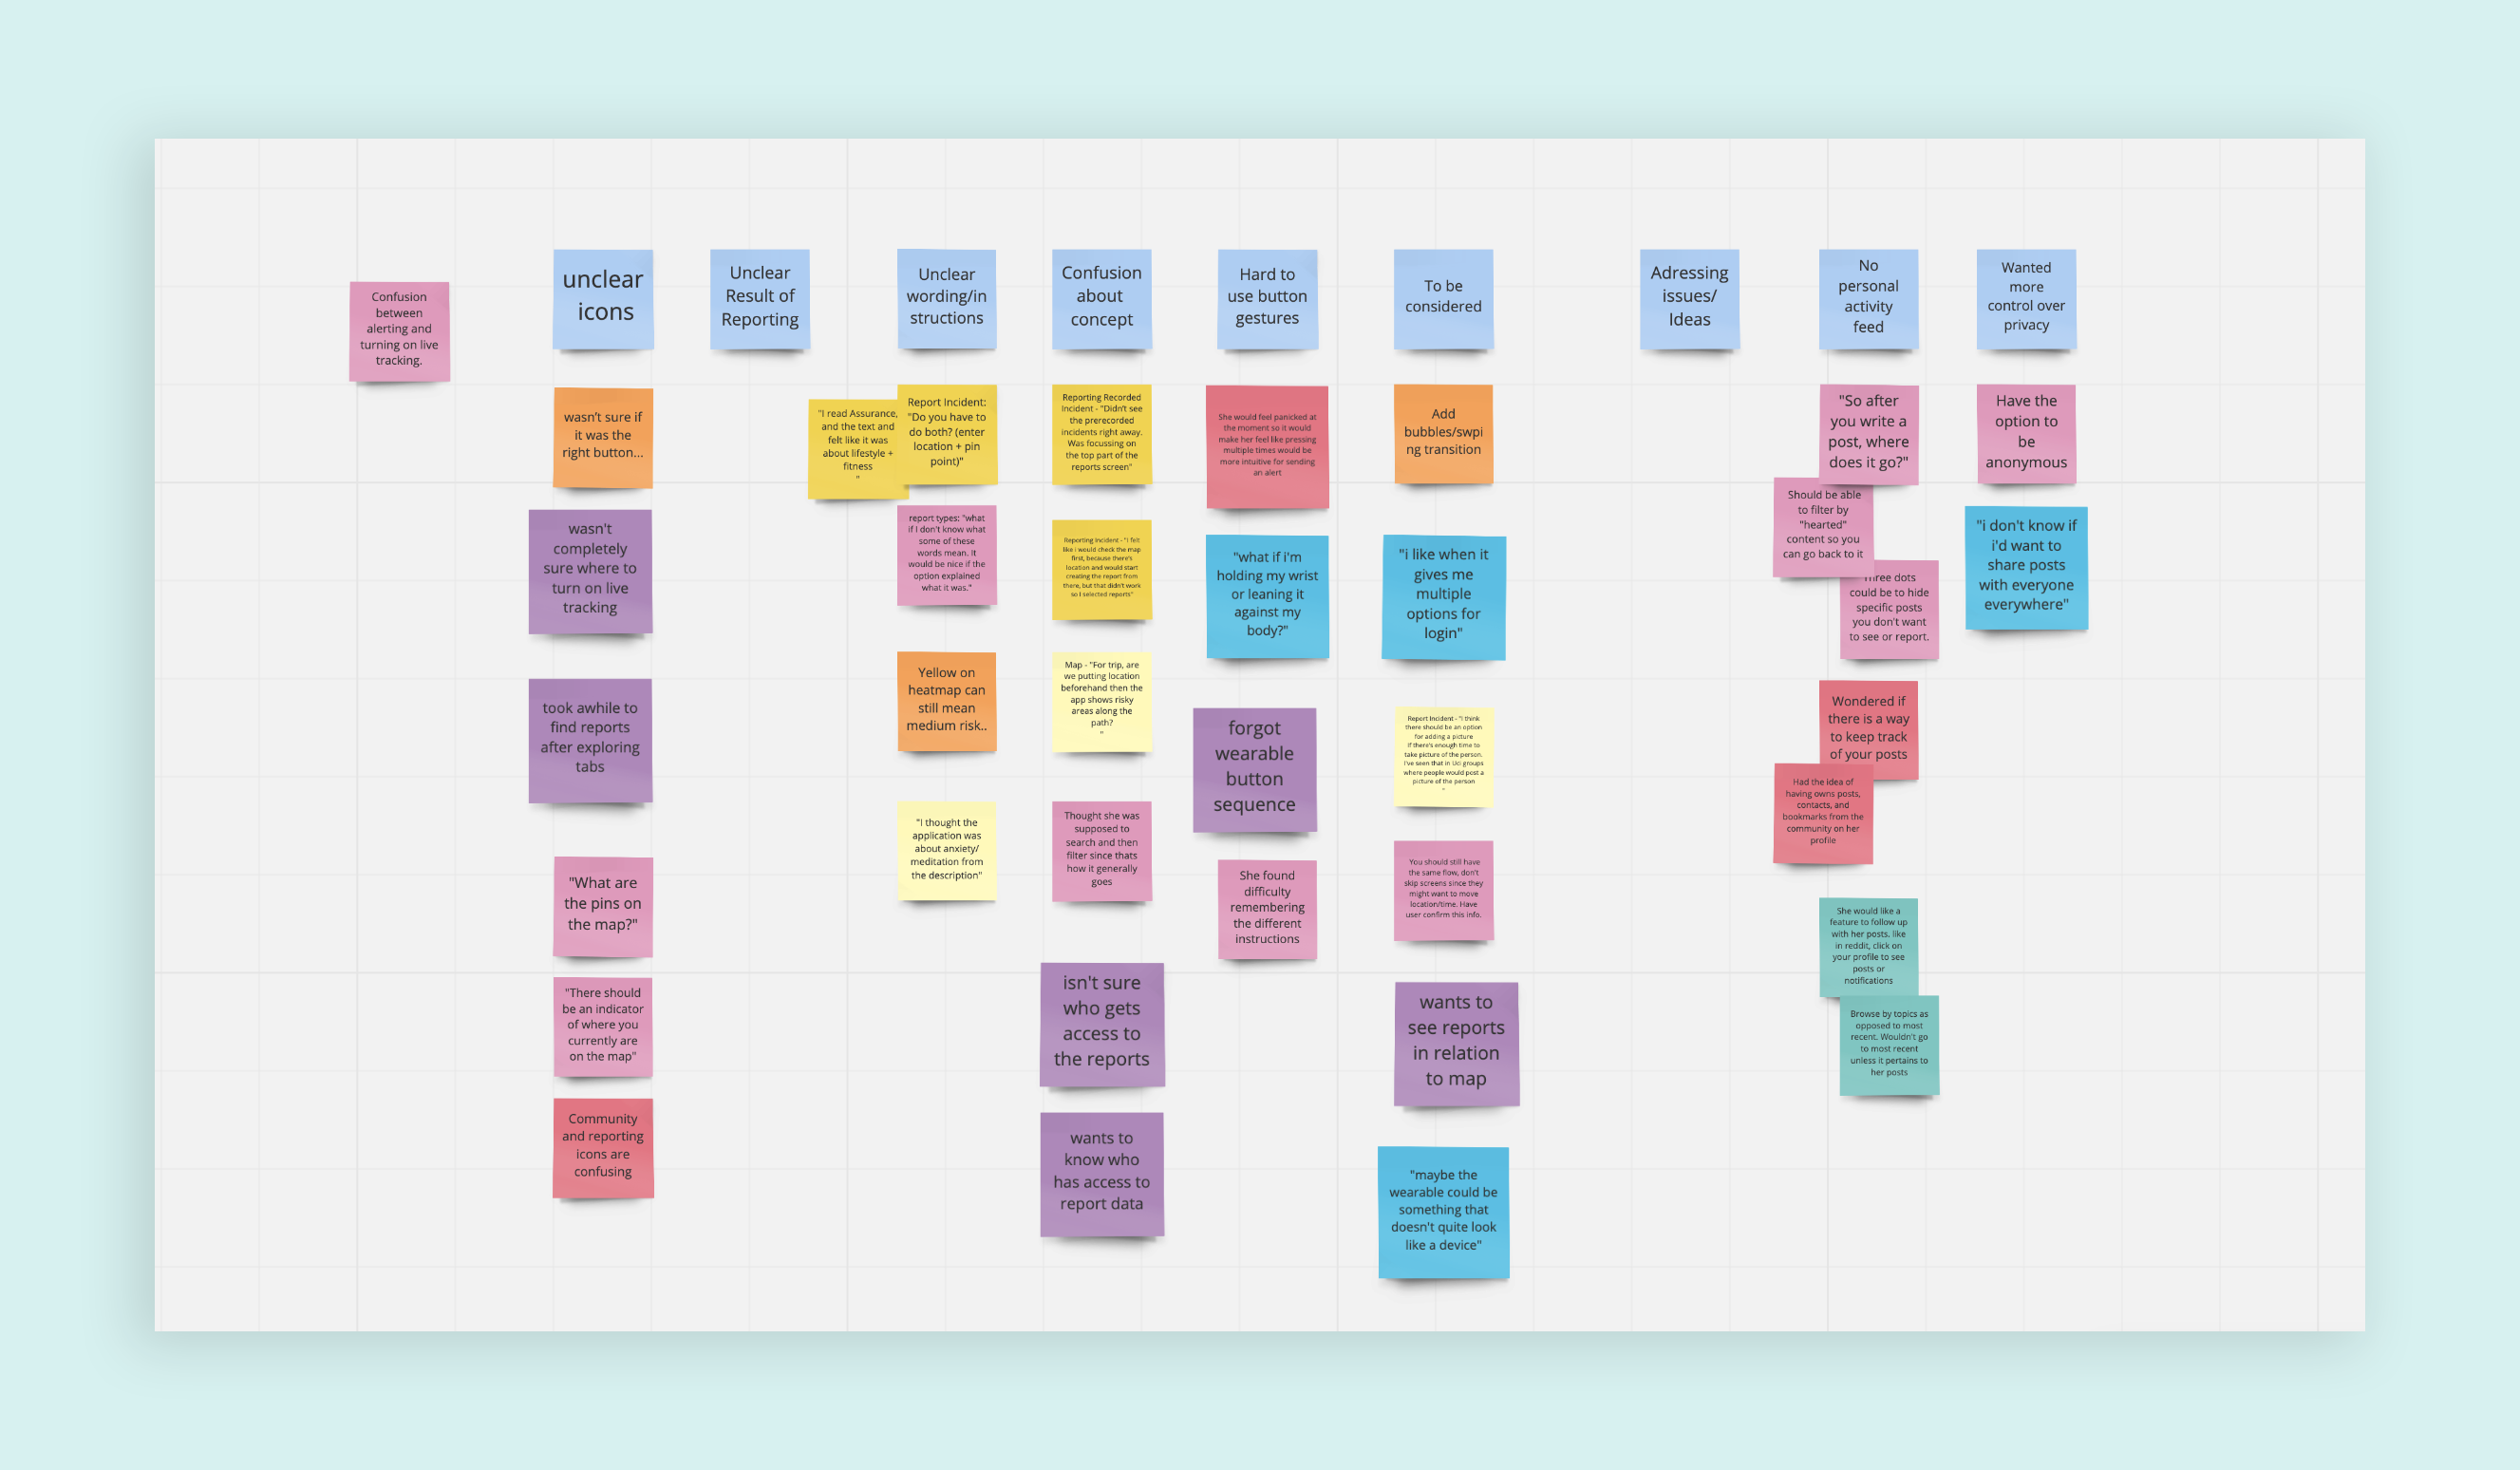 Confusion
between
alerting and
turning on live
tracking.
unclear
icons
wasn't sure if
it was the
right button...
wasn't
completely
sure where to
turn on live
tracking
took awhile to
find reports
after exploring
tabs
"What are
the pins on
the map?"
"There should
be an indicator
of where you
currently are
on the map"
Community
and reporting
icons are
confusing
Unclear
Result of
Reporting
Unclear
wording/in
structions
"I read Assurance,
and the text and
felt like it was
about lifestyle +
fitness
"
Report Incident:
"Do you have to
do both? (enter
location + pin
point)"
report types: "what
if I don't know what
some of these
words mean. It
would be nice if the
option explained
what it was."
Yellow on
heatmap can
still mean
medium risk..
"I thought the
application was
about anxiety/
meditation from
the description"
Confusion
about
concept
Reporting Recorded
Incident - "Didn't see
the prerecorded
incidents right away.
Was focussing on
the top part of the
reports screen"
Reporting Incident - "I felt
like i would check the map
first, because there's
location and would start
creating the report from
there, but that didn't work
so I selected reports"
Map - "For trip, are
we putting location
beforehand then the
app shows risky
areas along the
path?
"
Thought she was
supposed to
search and then
filter since thats
how it generally
goes
isn't sure
who gets
access to
the reports
wants to
know who
has access to
report data
Hard to
use button
gestures
She would feel panicked at
the moment so it would
make her feel like pressing
multiple times would be
more intuitive for sending
an alert
"what if i'm
holding my wrist
or leaning it
against my
body?"
forgot
wearable
button
sequence
She found
difficulty
remembering
the different
instructions
To be
considered
Add
bubbles/swpi
ng transition
"i like when it
gives me
multiple
options for
login"
Report Incident - "I think
there should be an option
for adding a picture
if there's enough time to
take picture of the person.
I've seen that in Uci groups
where people would post a
picture of the person
"
You should still have
the same flow, don't
skip screens since they
might want to move
location/time. Have
user confirm this info.
wants to
see reports
in relation
to map
"maybe the
wearable could be
something that
doesn't quite look
like a device"
Adressing
issues/
Ideas
No
personal
activity
feed
"So after
you write a
post, where
does it go?"
Should be able
to filter by
"hearted"
content so you
can go back to it
Three dots
could be to hide
specific posts
you don't want
to see or report.
Wondered if
there is a way
to keep track
of your posts
Had the idea of
having owns posts,
contacts, and
bookmarks from the
community on her
profile
She would like a
feature to follow up
with her posts. like
in reddit, click on
your profile to see
posts or
notifications
Browse by topics as
opposed to most
recent. Wouldn't go
to most recent
unless it pertains to
her posts
Wanted
more
control over
privacy
Have the
option to
be
anonymous
"i don't know if
i'd want to
share posts
with everyone
everywhere"